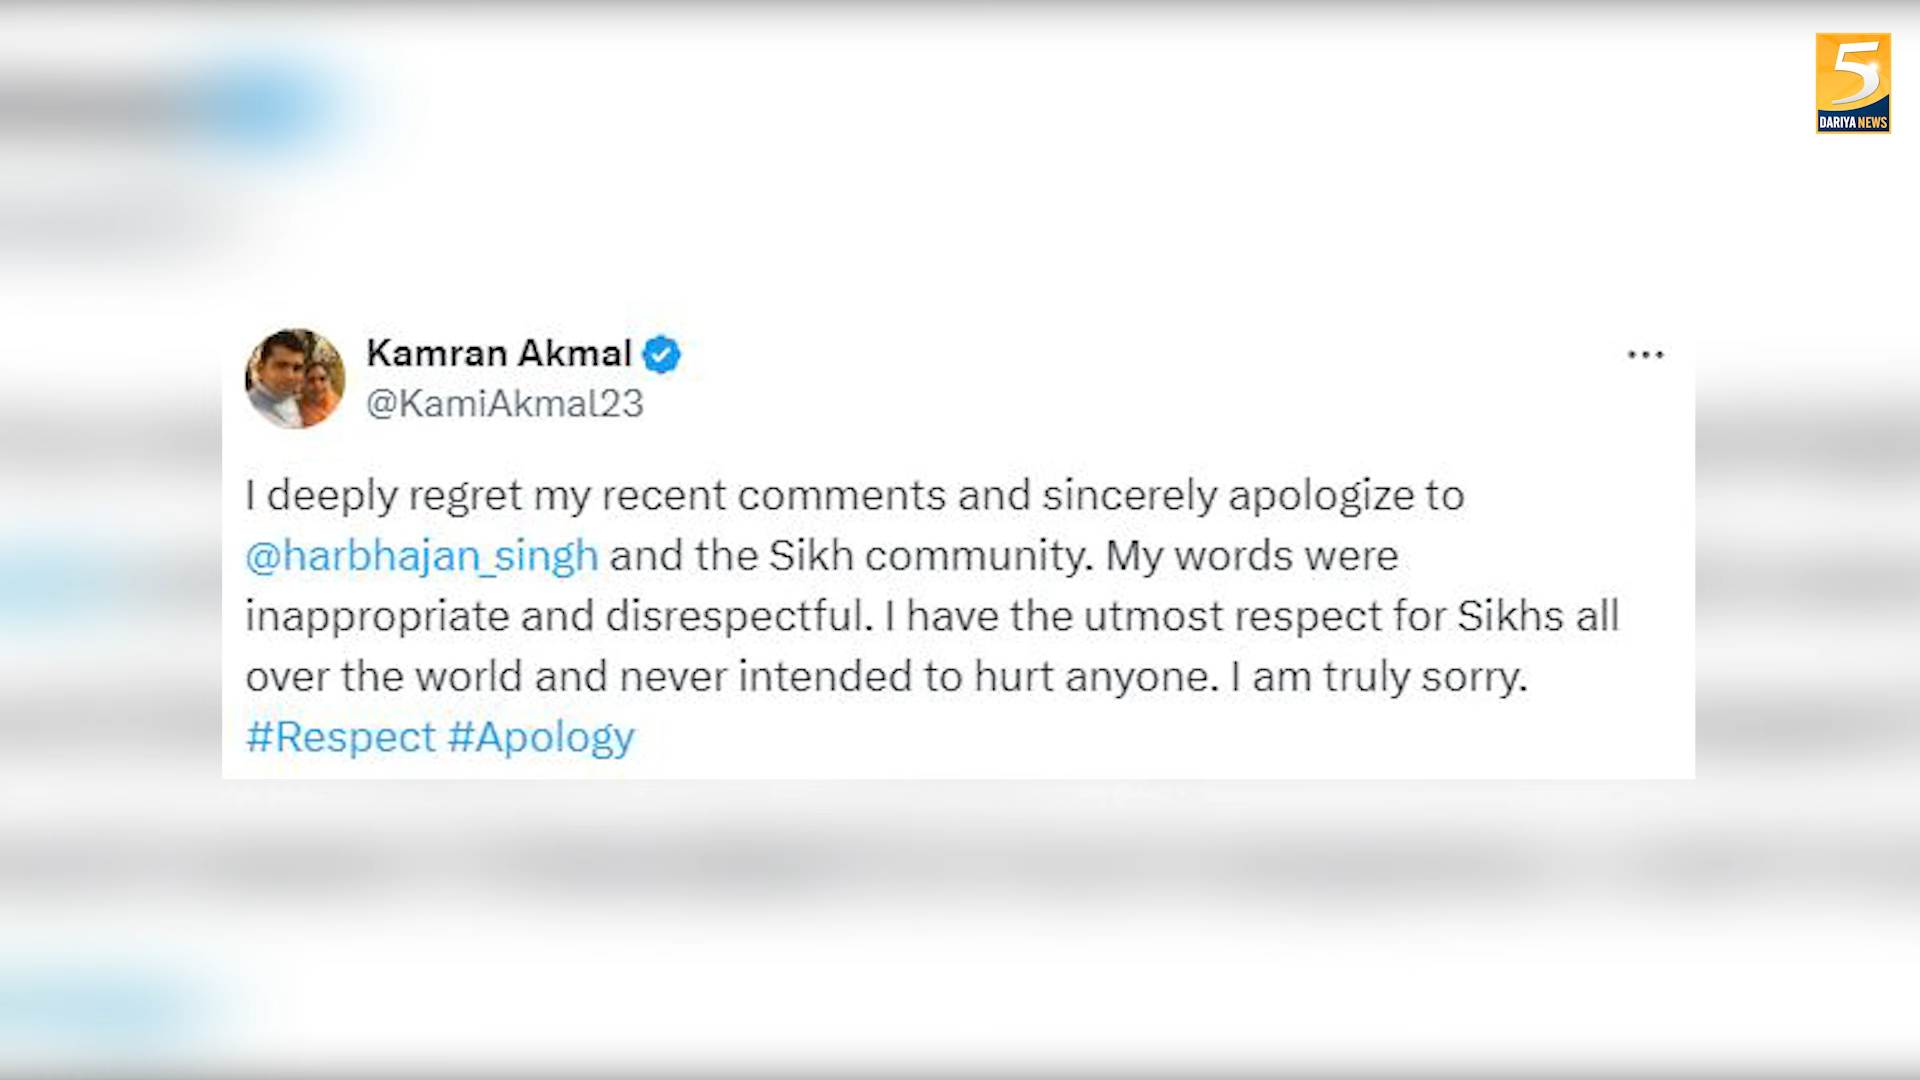 5
DARIYA NEWS
Kamran Akmal
@KamiAkmal23
I deeply regret my recent comments and sincerely apologize to
@harbhajan_singh and the Sikh community. My words were
inappropriate and disrespectful. I have the utmost respect for Sikhs all
over the world and never intended to hurt anyone. I am truly sorry.
#Respect #Apology